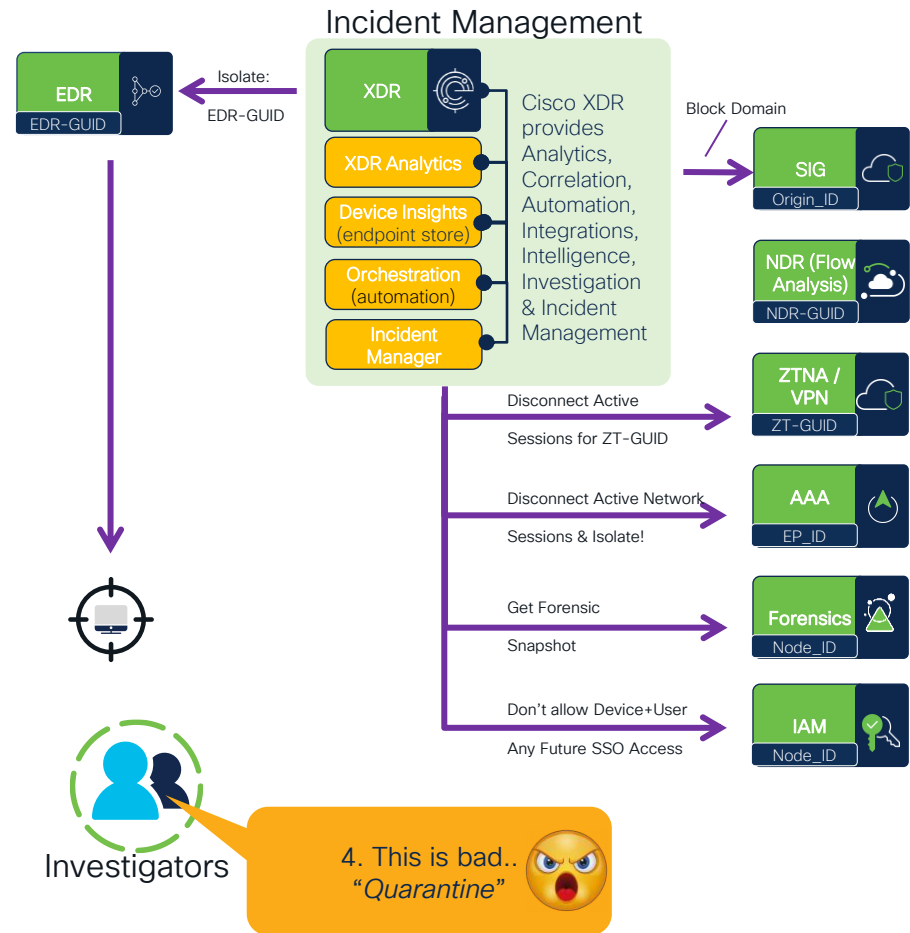 Incident Management
EDR
EDR-GUID
Isolate:
EDR-GUID
XDR
XDR Analytics
Device Insights
(endpoint store)
Orchestration
(automation)
Incident
Manager
Cisco XDR
provides
Analytics,
Correlation,
Automation,
Integrations,
Intelligence,
Investigation
& Incident
Management
Block Domain
SIG
Origin_ID
NDR (Flow
Analysis)
NDR-GUID
Disconnect Active
Sessions for ZT-GUID
ZTNA /
VPN
ZT-GUID
Disconnect Active Network
Sessions & Isolate!
AAA
EP_ID
Get Forensic
Snapshot
Forensics
Node_ID
Don’t allow Device+User
Any Future SSO Access
IAM
Node_ID
Investigators
4. This is bad..
“Quarantine”